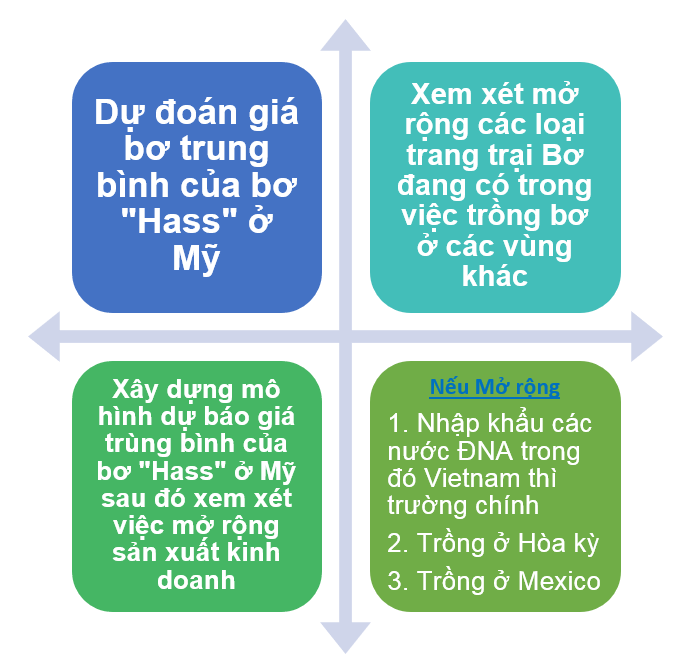 Dự đoán giá
bơ trung
bình của bơ
"Hass" ở
Mỹ
Xem xét mở
rộng các loại
trang trại Bơ
đang có trong
việc trồng bơ
ở các vùng
khác
Xây dựng mô
hình dự báo giá
trùng bình của
bơ "Hass" ở Mỹ
sau đó xem xét
việc mở rộng
sản xuất kinh
doanh
Nếu Mở rộng
1. Nhập khẩu các
nước ĐNA trong
đó Vietnam thì
trường chính
2. Trồng ở Hòa kỳ
3. Trồng ở Mexico